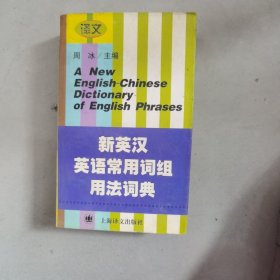 译文
周冰／主编
A New
English-Chinese
Dictionary
of English Phrases
新英汉
英语常用词组
用法词典
上海译文出版社